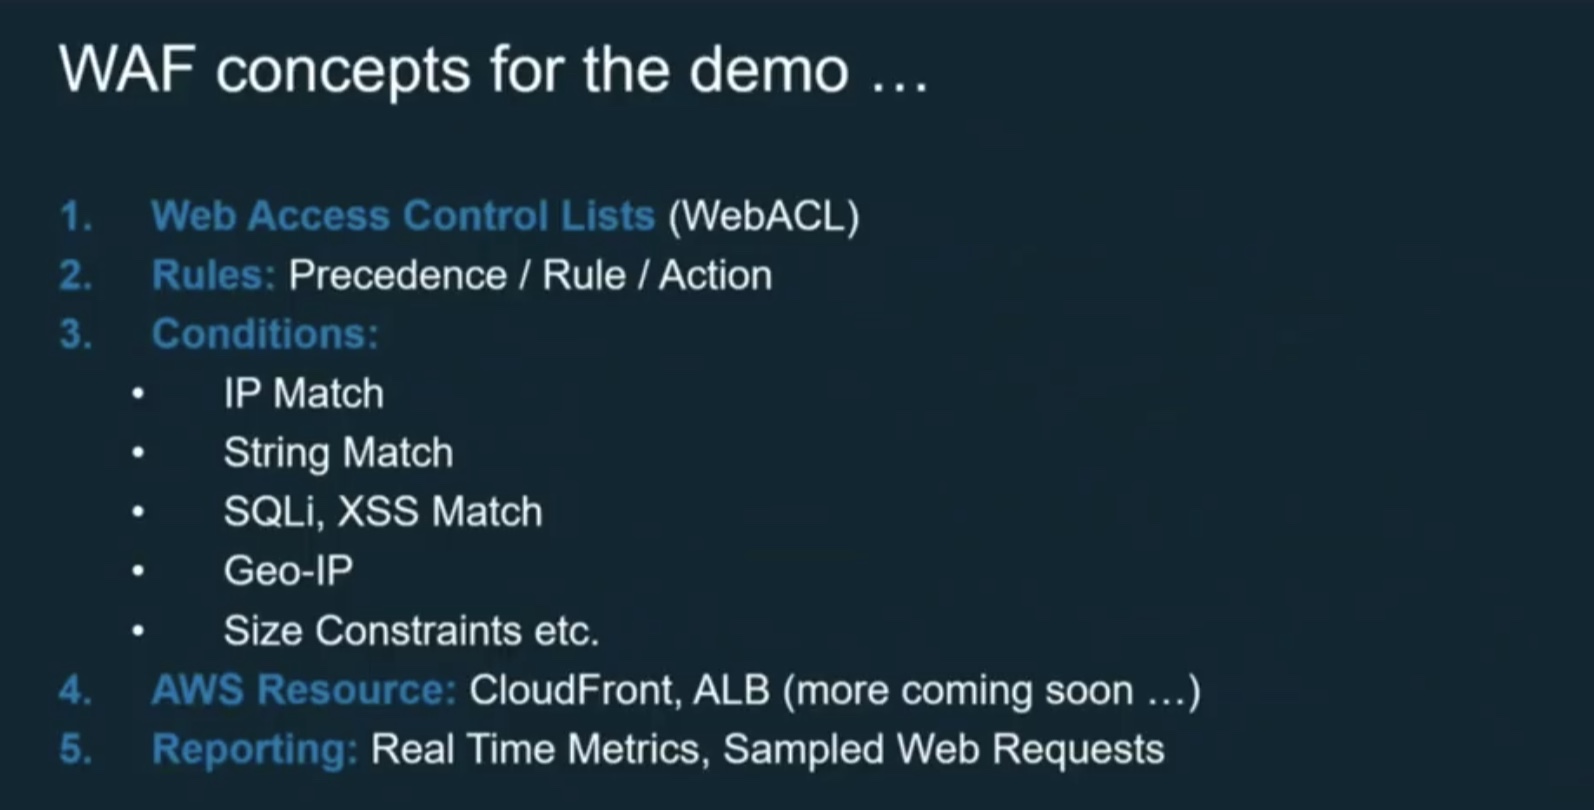 WAF concepts for the demo ...
1. Web Access Control Lists (WebACL)
2. Rules: Precedence / Rule / Action
3. Conditions:
• IP Match
• String Match
• SQLi, XSS Match
• Geo-IP
• Size Constraints etc.
4. AWS Resource: CloudFront, ALB (more coming soon ...)
5. Reporting: Real Time Metrics, Sampled Web Requests